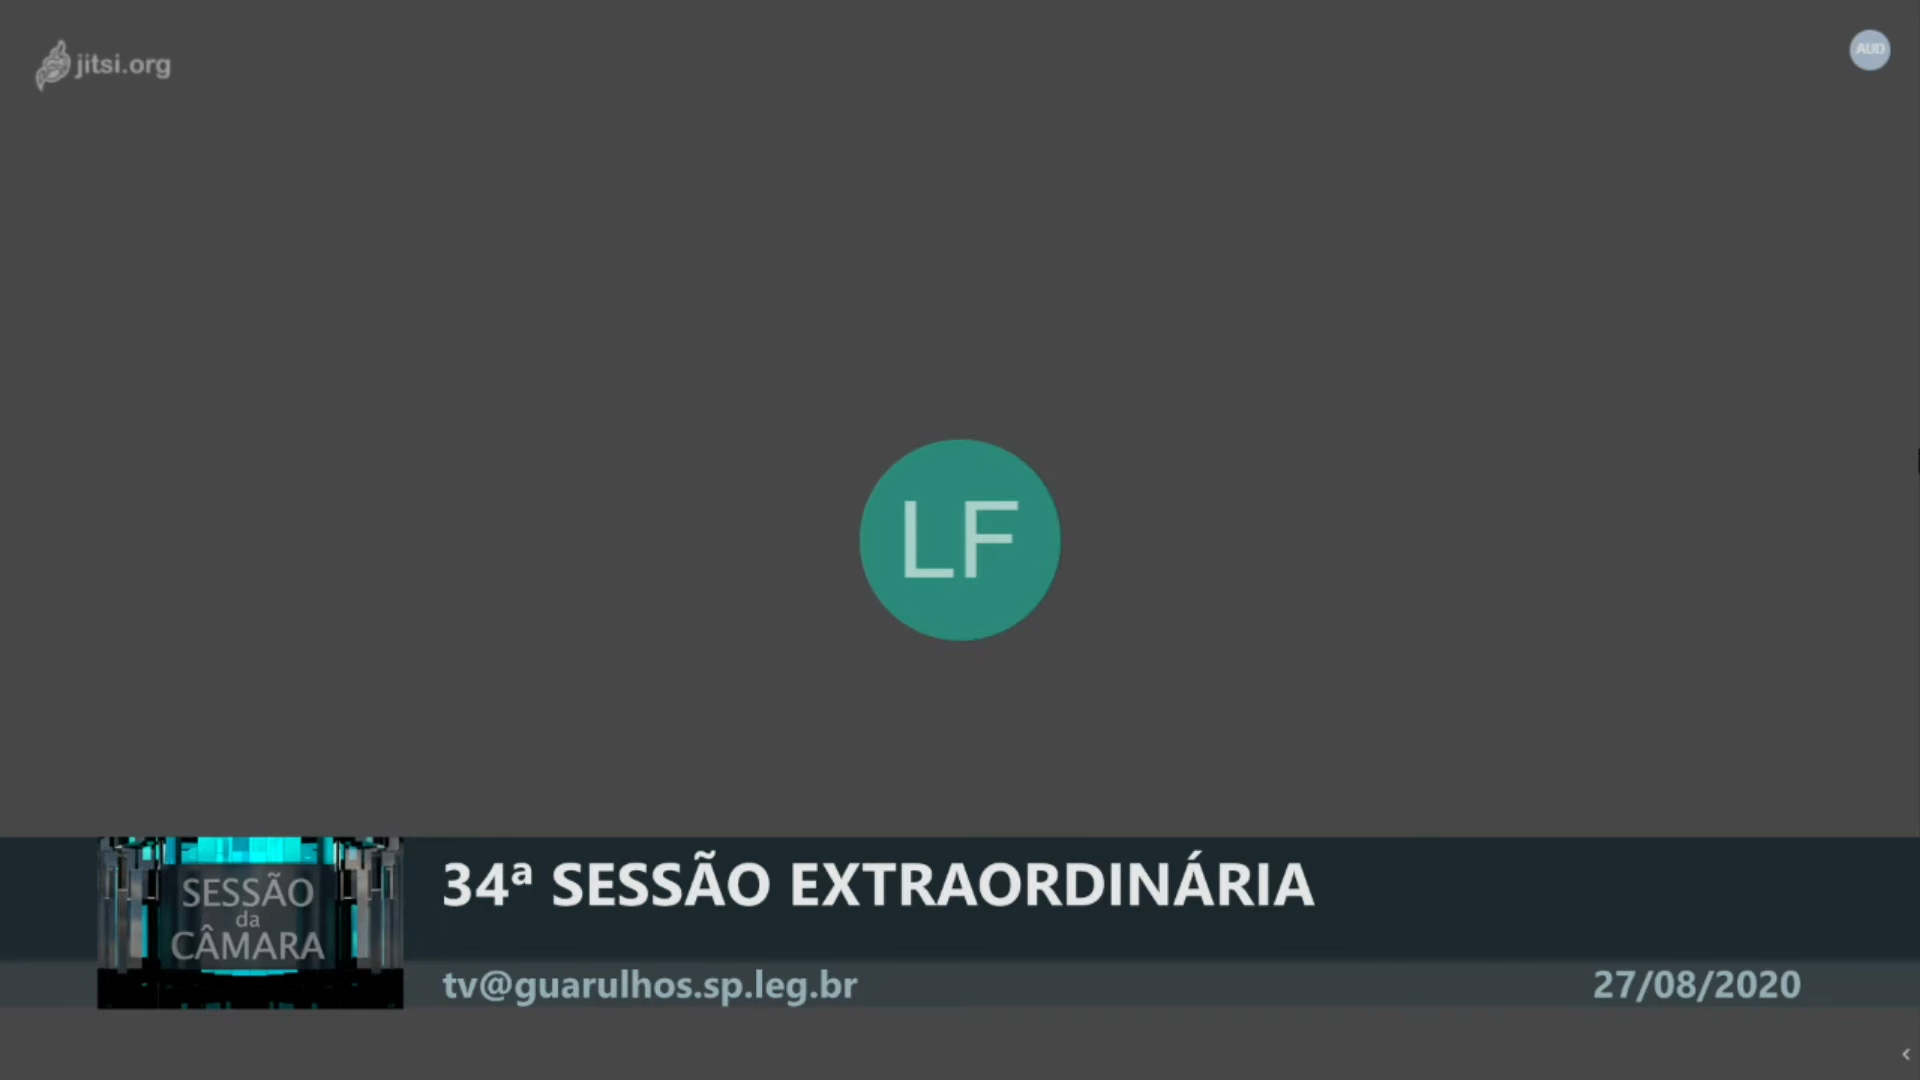 jitsi.org
AUD
LF
SESSÃO
da
CÂMARA
34ª SESSÃO EXTRAORDINÁRIA
tv@guarulhos.sp.leg.br
27/08/2020